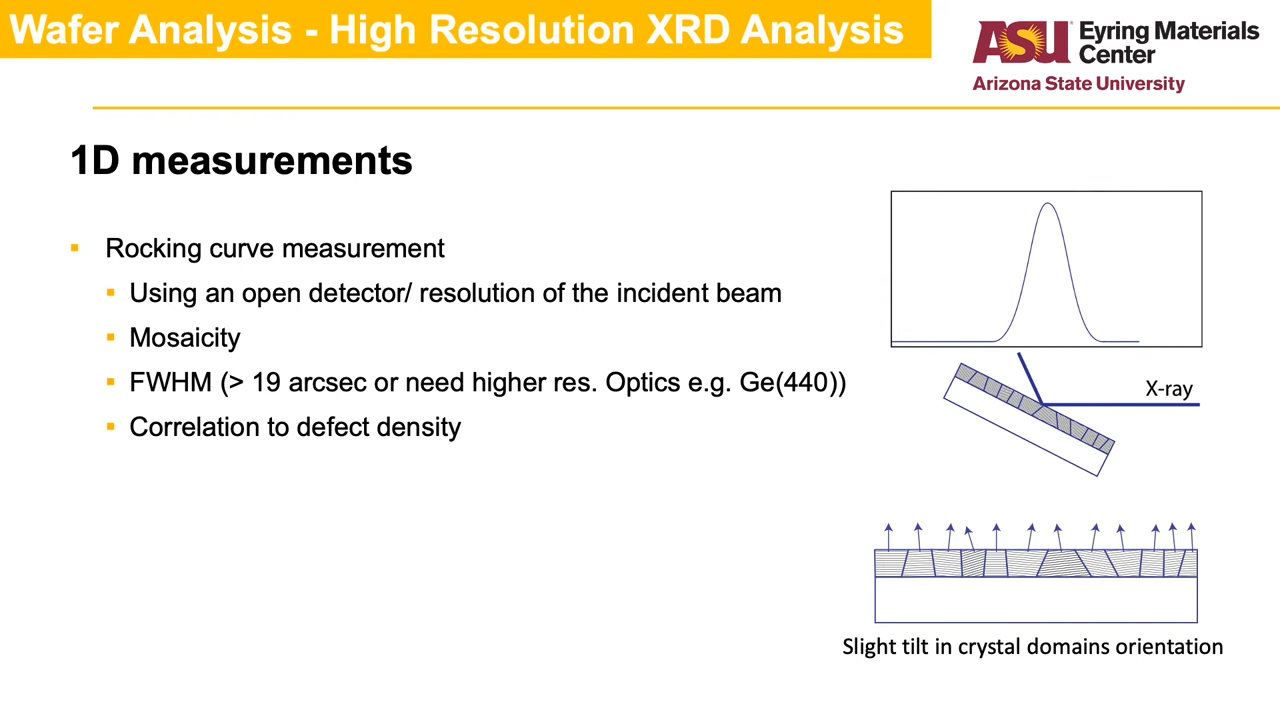 Wafer Analysis - High Resolution XRD Analysis
ASU Eyring Materials
Center
Arizona State University
1D measurements
Rocking curve measurement
Using an open detector/ resolution of the incident beam
Mosaicity
FWHM (> 19 arcsec or need higher res. Optics e.g. Ge(440))
Correlation to defect density
X-ray
Slight tilt in crystal domains orientation